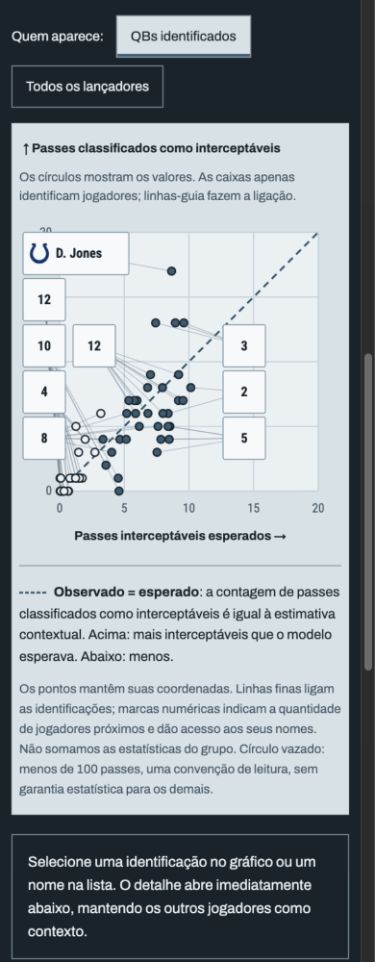 Quem aparece:
QBs identificados
Todos os lançadores
↑ Passes classificados como interceptáveis
Os círculos mostram os valores. As caixas apenas
identificam jogadores; linhas-guia fazem a ligação.
20
D. Jones
12
10
12
3
4
2
8
5
0
0
5
10
15
20
Passes interceptáveis esperados →
Observado = esperado: a contagem de passes
classificados como interceptáveis é igual à estimativa
contextual. Acima: mais interceptáveis que o modelo
esperava. Abaixo: menos.
Os pontos mantêm suas coordenadas. Linhas finas ligam
as identificações; marcas numéricas indicam a quantidade
de jogadores próximos e dão acesso aos seus nomes.
Não somamos as estatísticas do grupo. Círculo vazado:
menos de 100 passes, uma convenção de leitura, sem
garantia estatística para os demais.
Selecione uma identificação no gráfico ou um
nome na lista. O detalhe abre imediatamente
abaixo, mantendo os outros jogadores como
contexto.